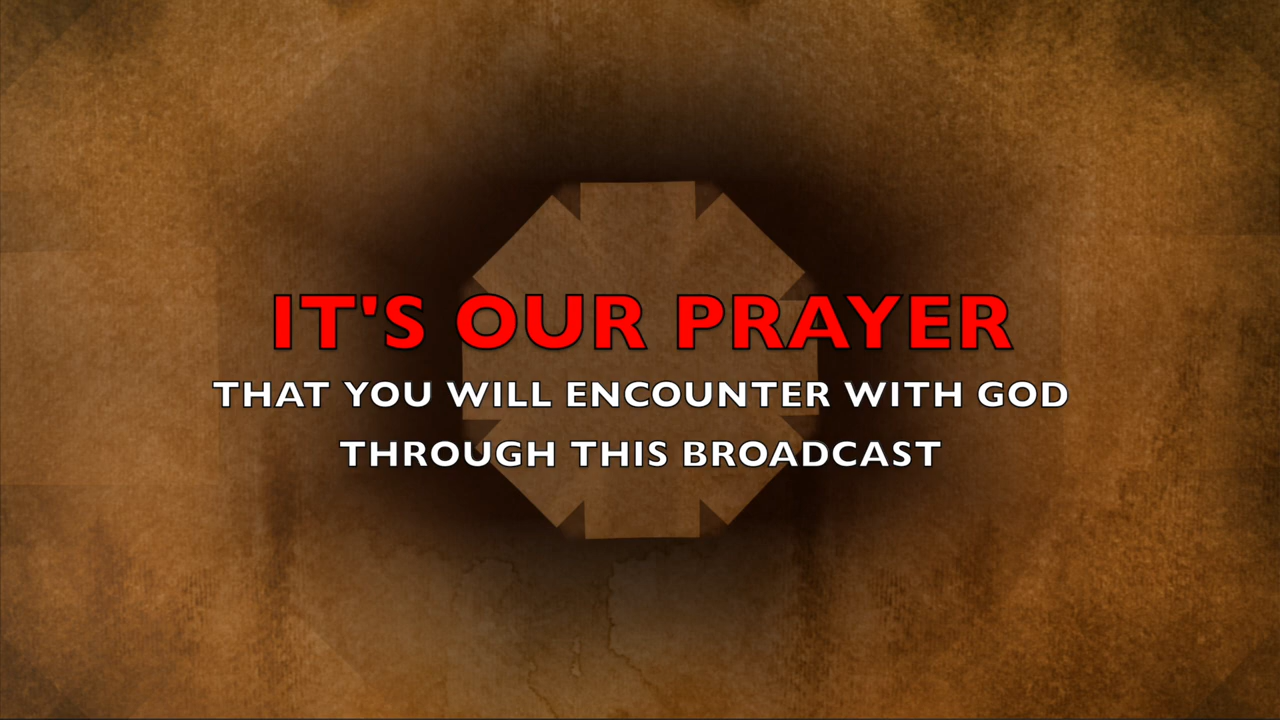 IT'S OUR PRAYER
THAT YOU WILL ENCOUNTER WITH GOD
THROUGH THIS BROADCAST